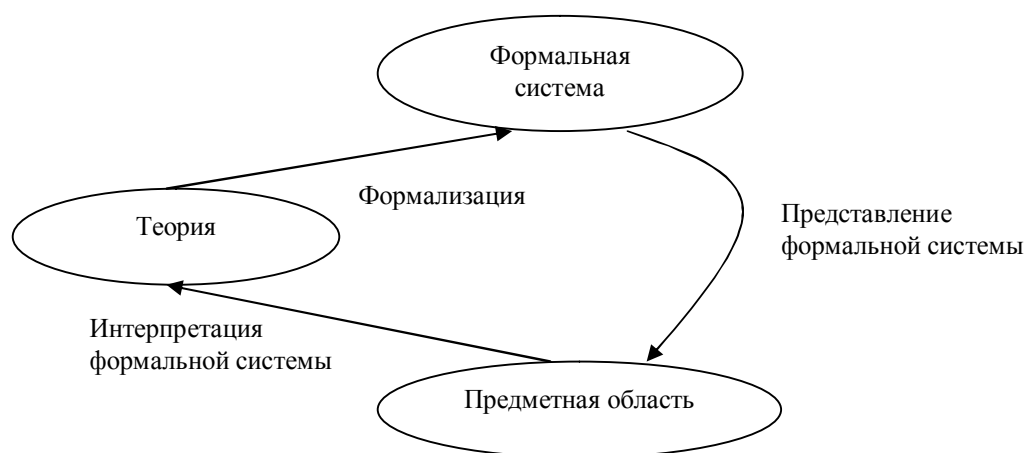 Формальная
система
Формализация
Теория
Представление
формальной системы
Интерпретация
формальной системы
Предметная область